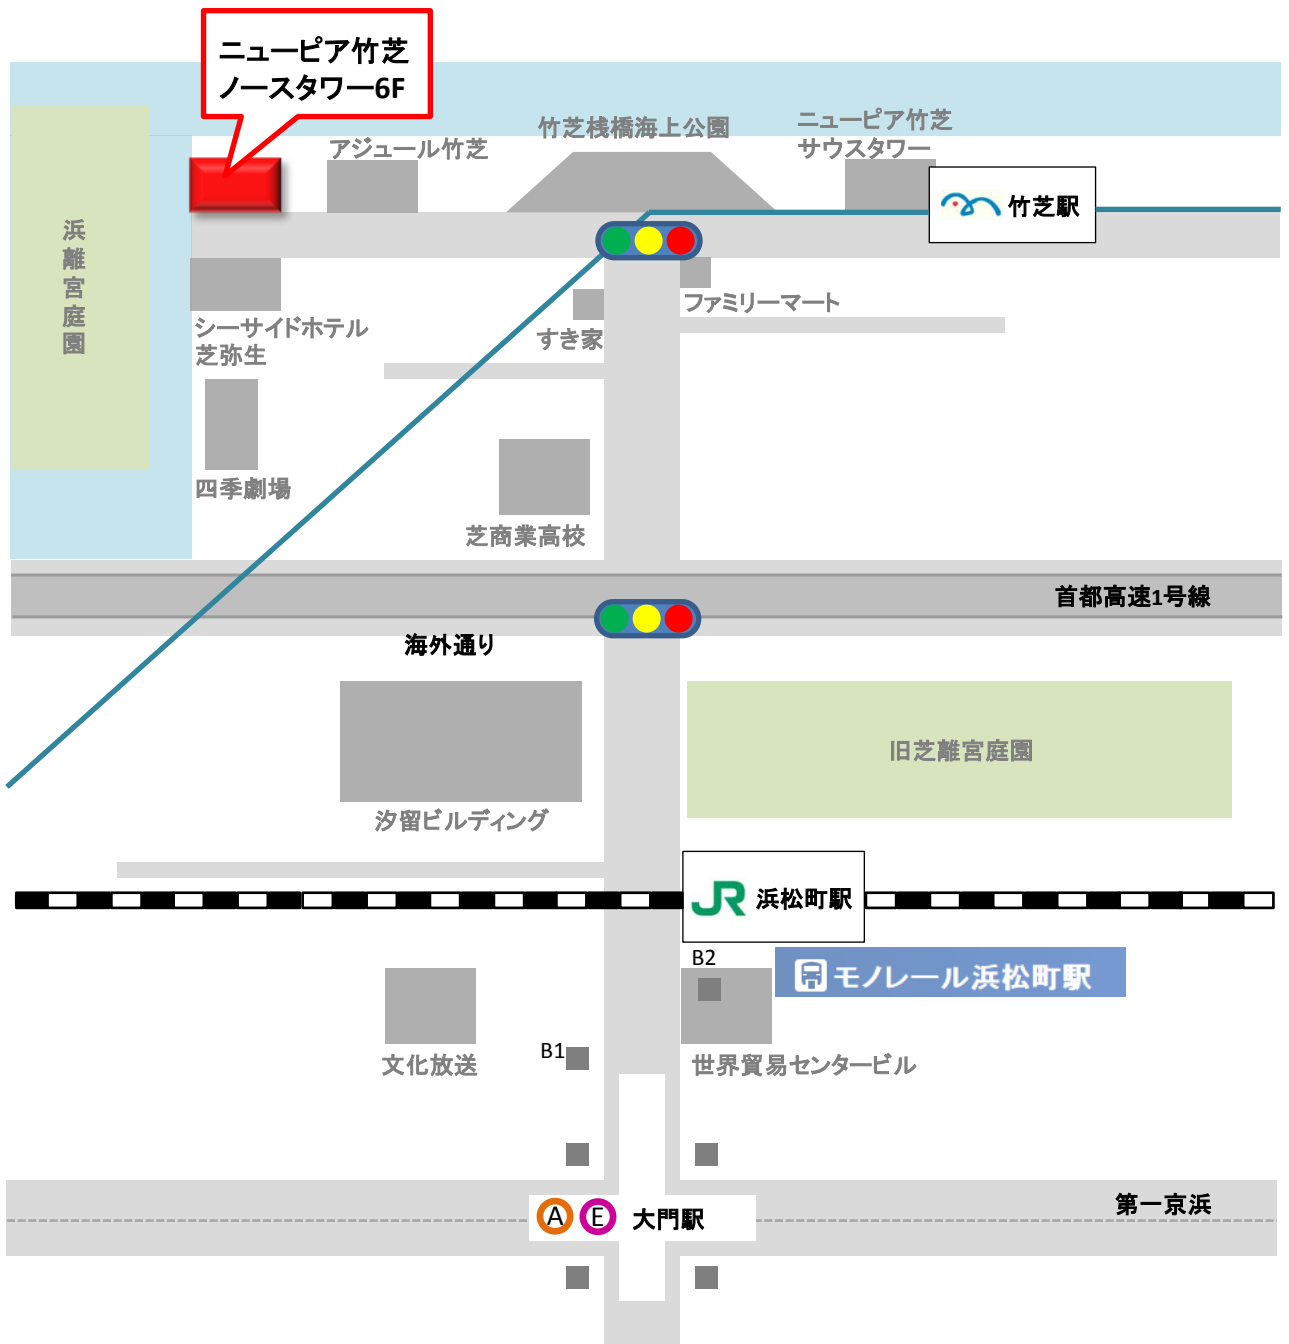 ニューピア竹芝
ノースタワー6F
アジュール竹芝
竹芝桟橋海上公園
ニューピア竹芝
サウスタワー
竹芝駅
浜離宮庭園
シーサイドホテル
芝弥生
すき家
ファミリーマート
四季劇場
芝商業高校
首都高速1号線
海外通り
汐留ビルディング
旧芝離宮庭園
JR 浜松町駅
B2
モノレール浜松町駅
文化放送
B1
世界貿易センタービル
第一京浜
A E 大門駅